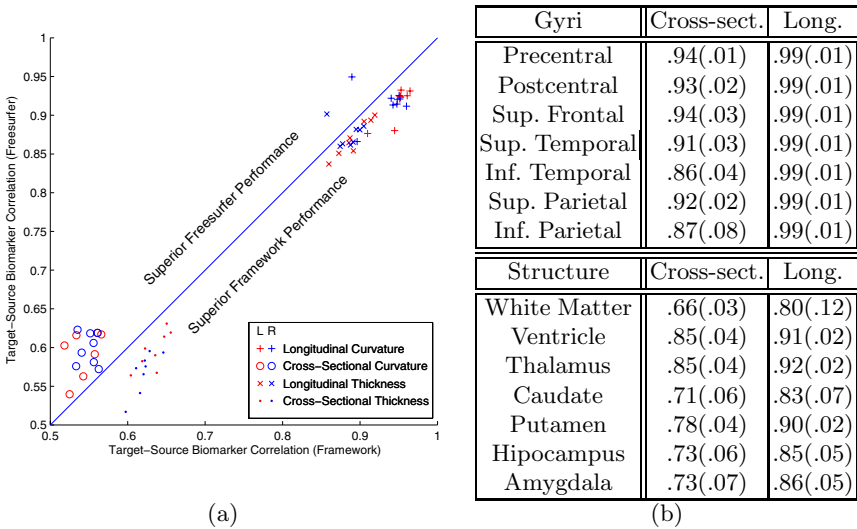 1
0.95
0.9
0.85
0.8
0.75
0.7
0.65
0.6
0.55
0.5
0.5 0.6 0.7 0.8 0.9 1
Target−Source Biomarker Correlation (Freesurfer)
Target−Source Biomarker Correlation (Framework)
Superior Freesurfer Performance
Superior Framework Performance
L R
Longitudinal Curvature
Cross−Sectional Curvature
Longitudinal Thickness
Cross−Sectional Thickness
(a)
Gyri Cross-sect. Long.
Precentral .94(.01) .99(.01)
Postcentral .93(.02) .99(.01)
Sup. Frontal .94(.03) .99(.01)
Sup. Temporal .91(.03) .99(.01)
Inf. Temporal .86(.04) .99(.01)
Sup. Parietal .92(.02) .99(.01)
Inf. Parietal .87(.08) .99(.01)
Structure Cross-sect. Long.
White Matter .66(.03) .80(.12)
Ventricle .85(.04) .91(.02)
Thalamus .85(.04) .92(.02)
Caudate .71(.06) .83(.07)
Putamen .78(.04) .90(.02)
Hipocampus .73(.06) .85(.05)
Amygdala .73(.07) .86(.05)
(b)